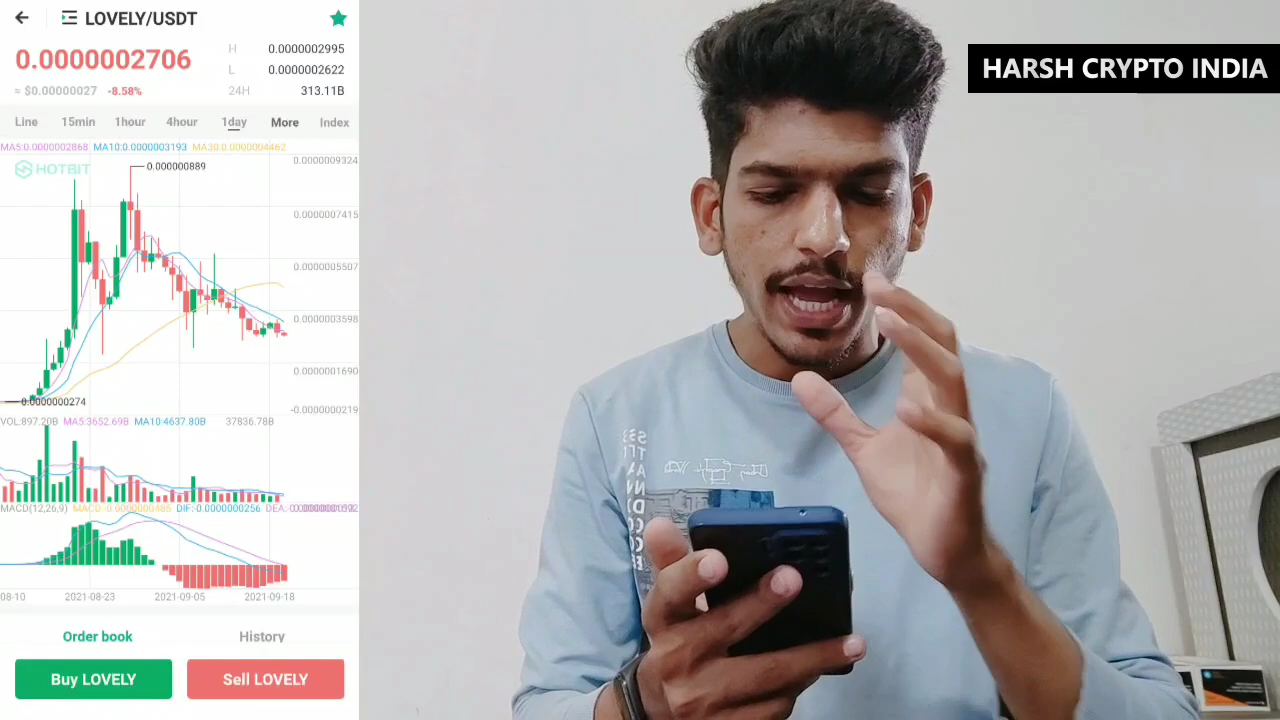 LOVELY/USDT
0.0000002706
H 0.0000002995
L 0.0000002622
≈ $0.00000027 -8.58%
24H 313.11B
HARSH CRYPTO INDIA
Line 15min 1hour 4hour 1day More Index
MA5:0.0000002868 MA10:0.0000003193 MA30:0.0000004462
HOTBIT
0.000000889
0.0000009324
0.0000007415
0.0000005507
0.0000003598
0.0000001690
0.0000000274
-0.0000000219
VOL:897.20B MA5:3652.69B MA10:4637.80B 37836.78B
MACD(12,26,9) MACD:-0.0000000485 DIF:-0.0000000256
08-10 2021-08-23 2021-09-05 2021-09-18
Order book History
Buy LOVELY Sell LOVELY